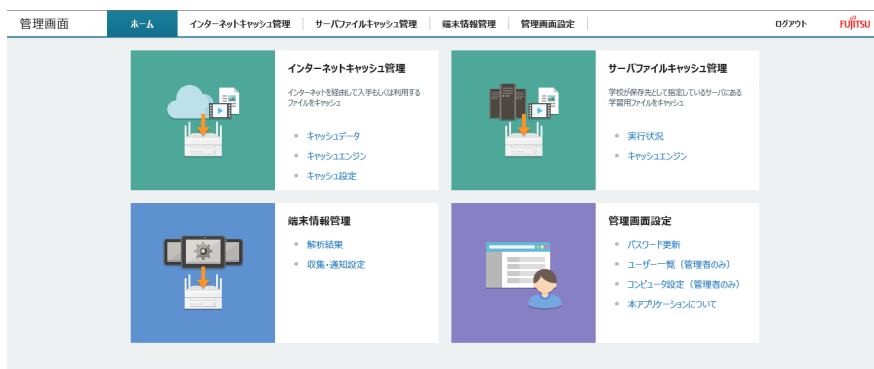 管理画面 ホーム インターネットキャッシュ管理 サーバファイルキャッシュ管理 端末情報管理 管理画面設定 ログアウト FUJITSU
インターネットキャッシュ管理
インターネットを経由して入手もしくは利用する
ファイルをキャッシュ
キャッシュデータ
キャッシュエンジン
キャッシュ設定
サーバファイルキャッシュ管理
学校が保存先として指定しているサーバにある
学習用ファイルをキャッシュ
実行状況
キャッシュエンジン
端末情報管理
解析結果
収集・通知設定
管理画面設定
パスワード更新
ユーザー一覧（管理者のみ）
コンピュータ設定（管理者のみ）
本アプリケーションについて